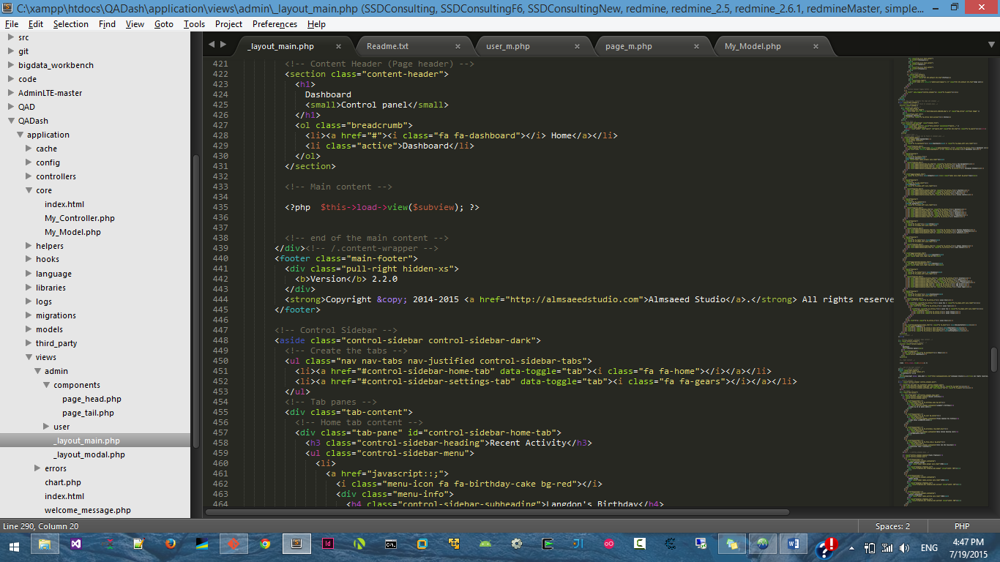 C:\xampp\htdocs\QADash\application\views\admin\_layout_main.php (SSDConsulting, SSDConsultingF6, SSDConsultingNew, redmine, redmine_2.5, redmine_2.6.1, redmineMaster, simple...
File Edit Selection Find View Goto Tools Project Preferences Help
src
git
bigdata_workbench
code
AdminLTE-master
QAD
QADash
application
cache
config
controllers
core
index.html
My_Controller.php
My_Model.php
helpers
hooks
language
libraries
logs
migrations
models
third_party
views
admin
components
page_head.php
page_tail.php
user
_layout_main.php
_layout_modal.php
errors
chart.php
index.html
welcome_message.php
_layout_main.php × Readme.txt × user_m.php × page_m.php × My_Model.php ×
421 <!-- Content Header (Page header) -->
422 <section class="content-header">
423 <h1>
424 Dashboard
425 <small>Control panel</small>
426 </h1>
427 <ol class="breadcrumb">
428 <li><a href="#"><i class="fa fa-dashboard"></i> Home</a></li>
429 <li class="active">Dashboard</li>
430 </ol>
431 </section>
432
433 <!-- Main content -->
434
435 <?php  $this->load->view($subview); ?>
436
437
438 <!-- end of the main content -->
439 </div><!-- /.content-wrapper -->
440 <footer class="main-footer">
441 <div class="pull-right hidden-xs">
442 <b>Version</b> 2.2.0
443 </div>
444 <strong>Copyright &copy; 2014-2015 <a href="http://almsaeedstudio.com">Almsaeed Studio</a>.</strong> All rights reserve
445 </footer>
446
447 <!-- Control Sidebar -->
448 <aside class="control-sidebar control-sidebar-dark">
449 <!-- Create the tabs -->
450 <ul class="nav nav-tabs nav-justified control-sidebar-tabs">
451 <li><a href="#control-sidebar-home-tab" data-toggle="tab"><i class="fa fa-home"></i></a></li>
452 <li><a href="#control-sidebar-settings-tab" data-toggle="tab"><i class="fa fa-gears"></i></a></li>
453 </ul>
454 <!-- Tab panes -->
455 <div class="tab-content">
456 <!-- Home tab content -->
457 <div class="tab-pane" id="control-sidebar-home-tab">
458 <h3 class="control-sidebar-heading">Recent Activity</h3>
459 <ul class="control-sidebar-menu">
460 <li>
461 <a href="javascript::;">
462 <i class="menu-icon fa fa-birthday-cake bg-red"></i>
463 <div class="menu-info">
464 <h4 class="control-sidebar-subheading">Langdon's Birthday</h4>
Line 290, Column 20 Spaces: 2 PHP
ENG
4:47 PM
7/19/2015